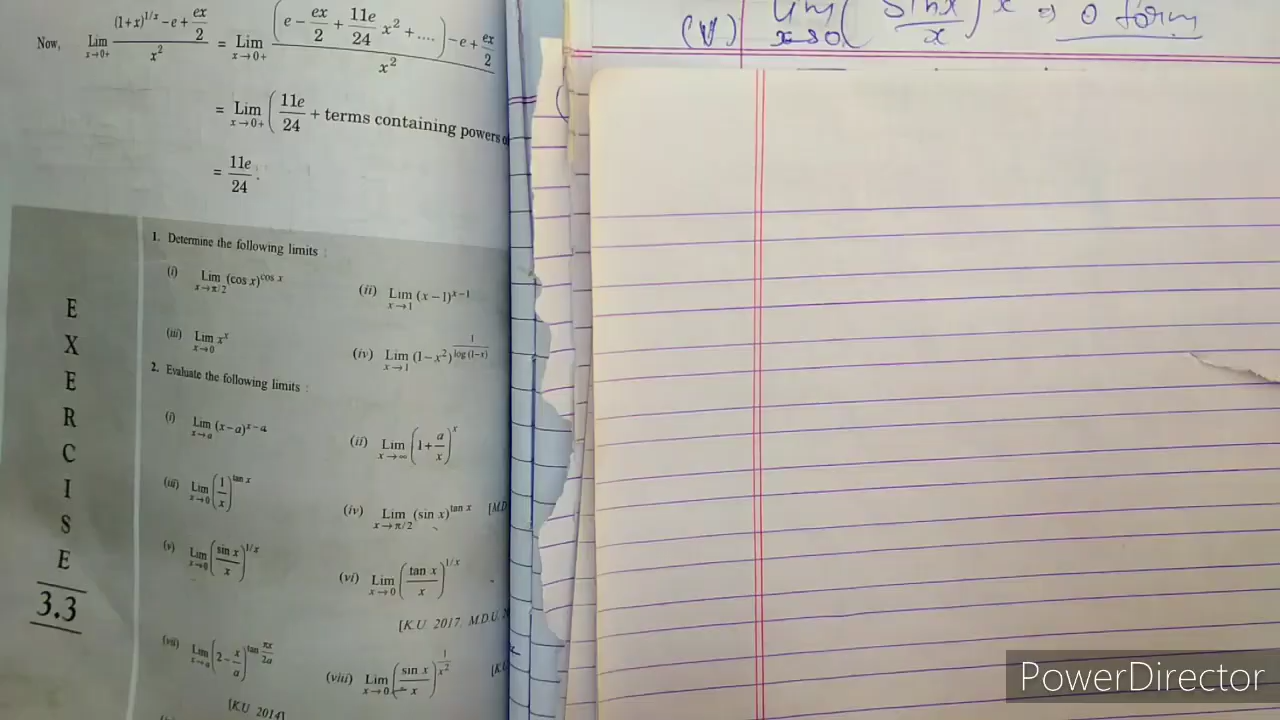 Now, Lim x→0+ ((1+x)^{1/x} − e + ex/2) / x² = Lim x→0+ ((e − ex/2 + 11e/24 x² + ....) − e + ex/2) / x²
= Lim x→0+ (11e/24 + terms containing powers
= 11e/24 .
1. Determine the following limits :
(i) Lim x→π/2 (cos x)^{cos x}
(ii) Lim x→1 (x−1)^{x−1}
(iii) Lim x→0 x^x
(iv) Lim x→1 (1−x²)^{1/log (1−x)}
2. Evaluate the following limits :
(i) Lim x→a (x−a)^{x−a}
(ii) Lim x→∞ (1+a/x)^x
(iii) Lim x→0 (1/x)^{tan x}
(iv) Lim x→π/2 (sin x)^{tan x} [M.D
(v) Lim x→0 (sin x/x)^{1/x}
(vi) Lim x→0 (tan x/x)^{1/x}
[K.U. 2017, M.D.U.
(vii) Lim x→a (2−x/a)^{tan πx/2a}
(viii) Lim x→0 (sin x/x)^{1/x²} [K.U
[K.U. 2014]
EXERCISE
3.3
(V) Lim x→0 (Sinx/x)^x ⇒ 0 form
PowerDirector